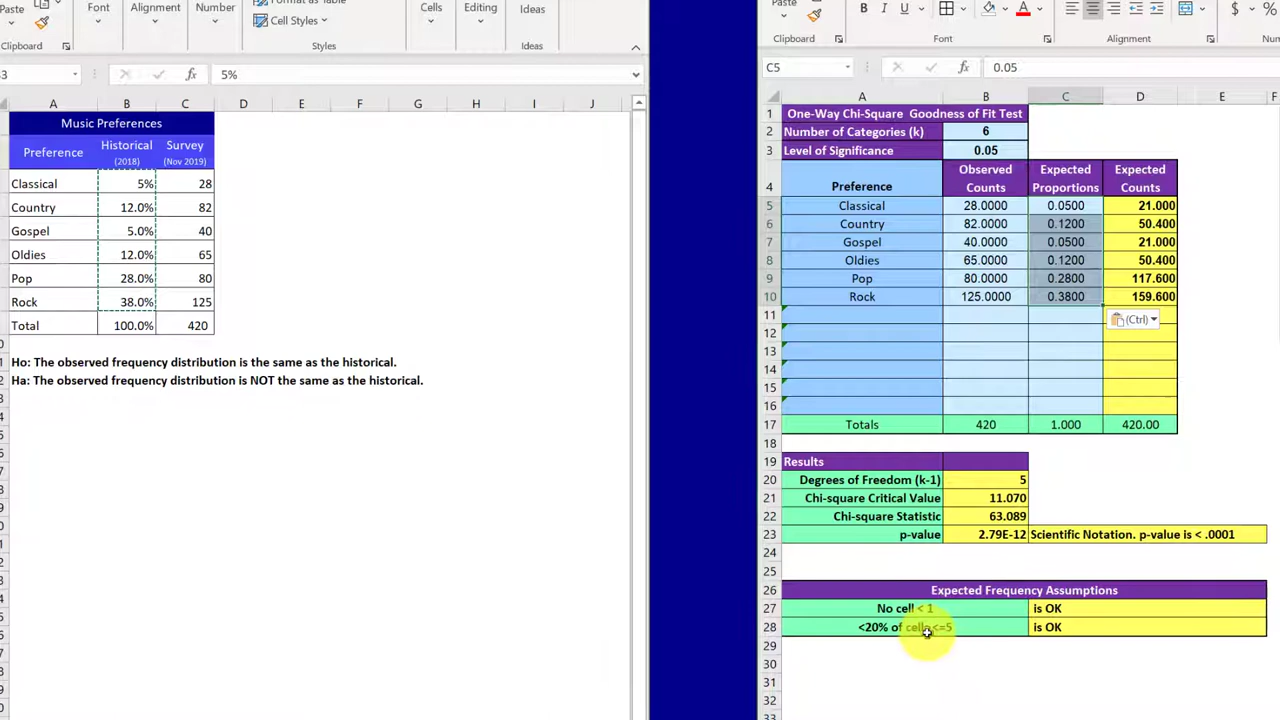 Paste
Font
Alignment
Number
Cell Styles
Cells
Editing
Ideas
Clipboard
Styles
Ideas
5%
A B C D E F G H I J
Music Preferences
Preference Historical (2018) Survey (Nov 2019)
Classical 5% 28
Country 12.0% 82
Gospel 5.0% 40
Oldies 12.0% 65
Pop 28.0% 80
Rock 38.0% 125
Total 100.0% 420
Ho: The observed frequency distribution is the same as the historical.
Ha: The observed frequency distribution is NOT the same as the historical.
Paste
B I U A $ %
Clipboard Font Alignment
C5 fx 0.05
A B C D E F
1 One-Way Chi-Square Goodness of Fit Test
2 Number of Categories (k) 6
3 Level of Significance 0.05
4 Preference Observed Counts Expected Proportions Expected Counts
5 Classical 28.0000 0.0500 21.000
6 Country 82.0000 0.1200 50.400
7 Gospel 40.0000 0.0500 21.000
8 Oldies 65.0000 0.1200 50.400
9 Pop 80.0000 0.2800 117.600
10 Rock 125.0000 0.3800 159.600
11 (Ctrl)
12
13
14
15
16
17 Totals 420 1.000 420.00
18
19 Results
20 Degrees of Freedom (k-1) 5
21 Chi-square Critical Value 11.070
22 Chi-square Statistic 63.089
23 p-value 2.79E-12 Scientific Notation. p-value is < .0001
24
25
26 Expected Frequency Assumptions
27 No cell < 1 is OK
28 <20% of cells <=5 is OK
29
30
31
32
33